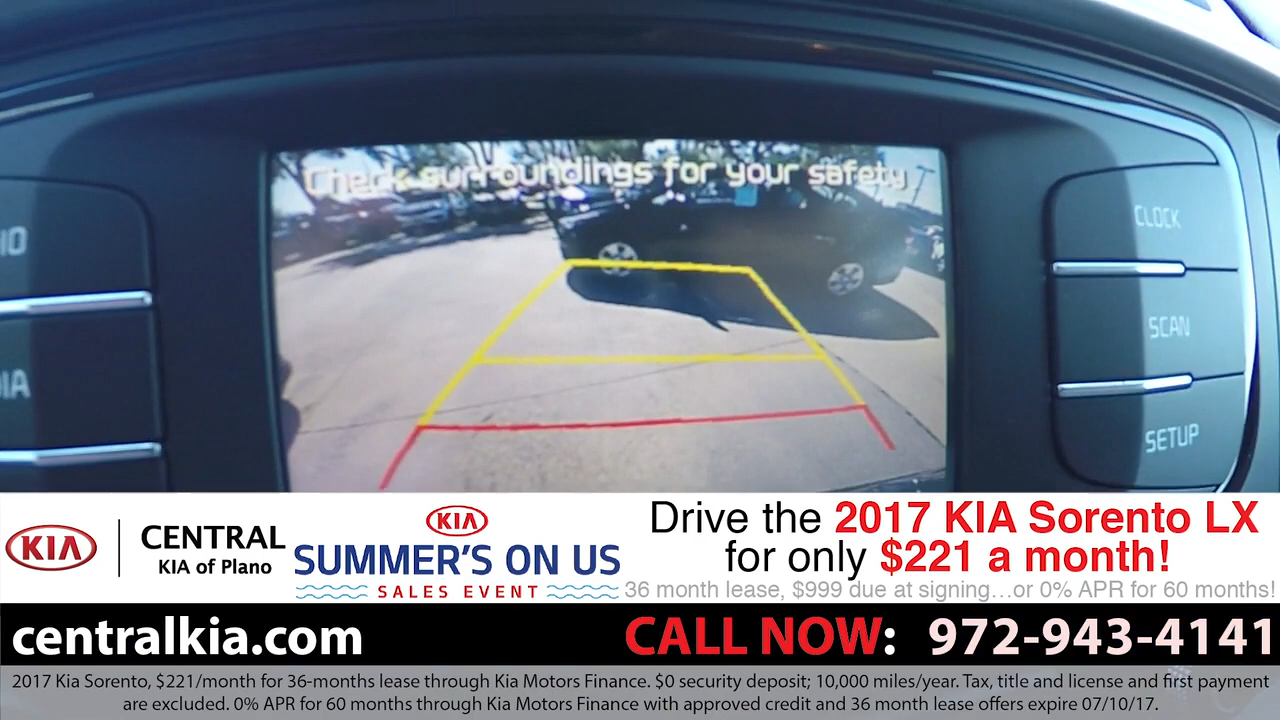 Check surroundings for your safety
CLOCK
SCAN
SETUP
KIA
CENTRAL
KIA of Plano
KIA
SUMMER'S ON US
SALES EVENT
Drive the 2017 KIA Sorento LX
for only $221 a month!
36 month lease, $999 due at signing...or 0% APR for 60 months!
centralkia.com
CALL NOW: 972-943-4141
2017 Kia Sorento, $221/month for 36-months lease through Kia Motors Finance. $0 security deposit; 10,000 miles/year. Tax, title and license and first payment
are excluded. 0% APR for 60 months through Kia Motors Finance with approved credit and 36 month lease offers expire 07/10/17.